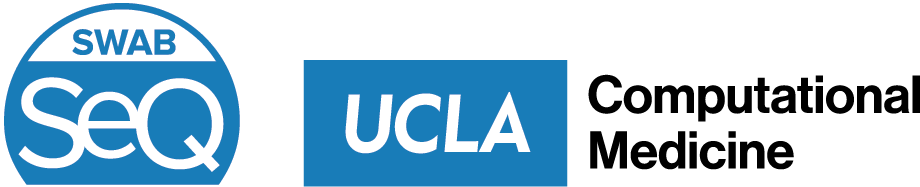 SWAB
SeQ
UCLA
Computational
Medicine